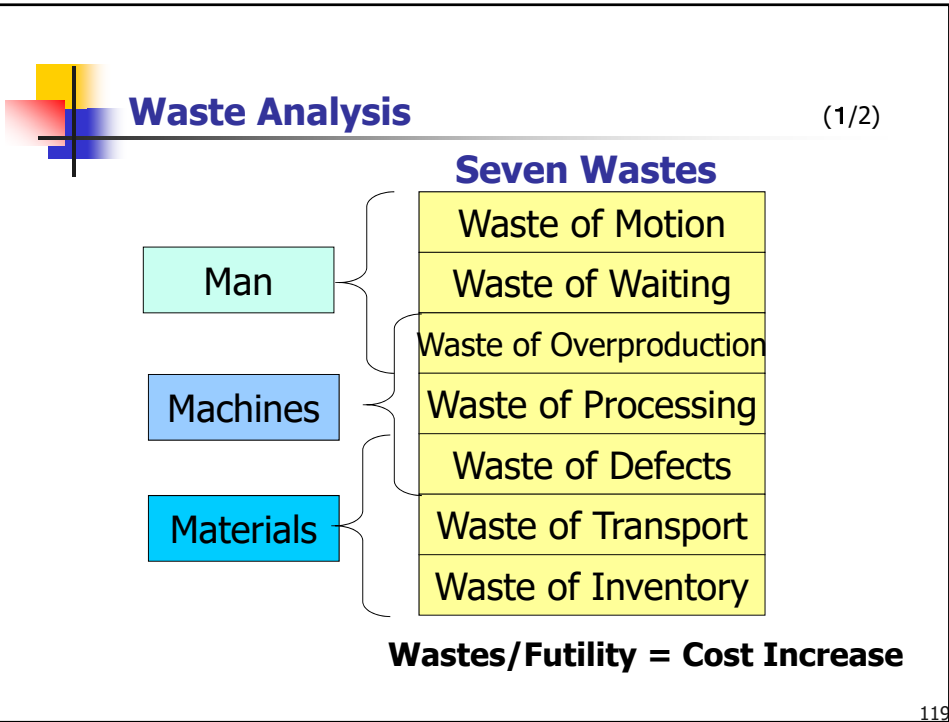 Waste Analysis (1/2)
Seven Wastes
Man
Machines
Materials
Waste of Motion
Waste of Waiting
Waste of Overproduction
Waste of Processing
Waste of Defects
Waste of Transport
Waste of Inventory
Wastes/Futility = Cost Increase
119